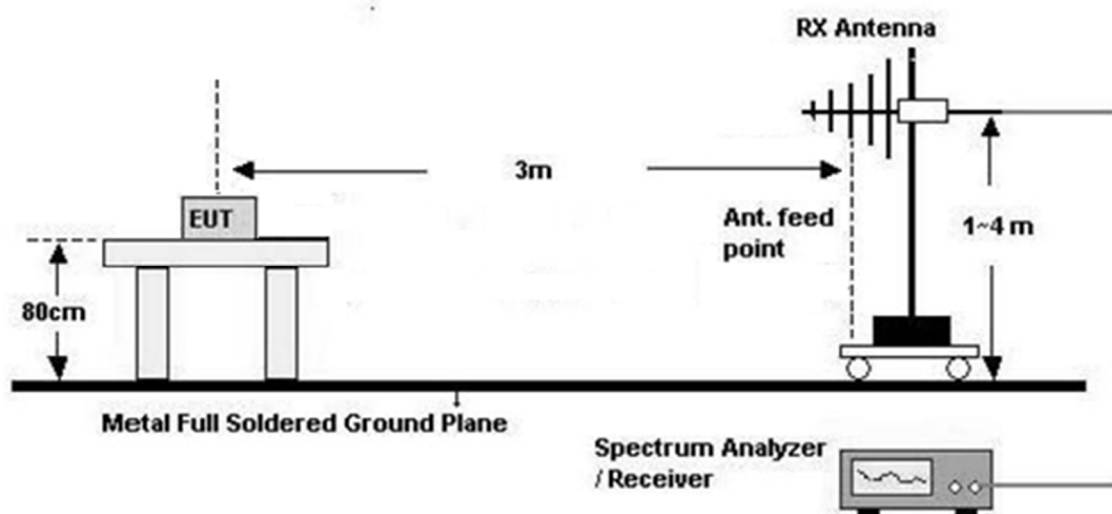 RX Antenna
3m
EUT
Ant. feed
point
1~4 m
80cm
Metal Full Soldered Ground Plane
Spectrum Analyzer
/ Receiver